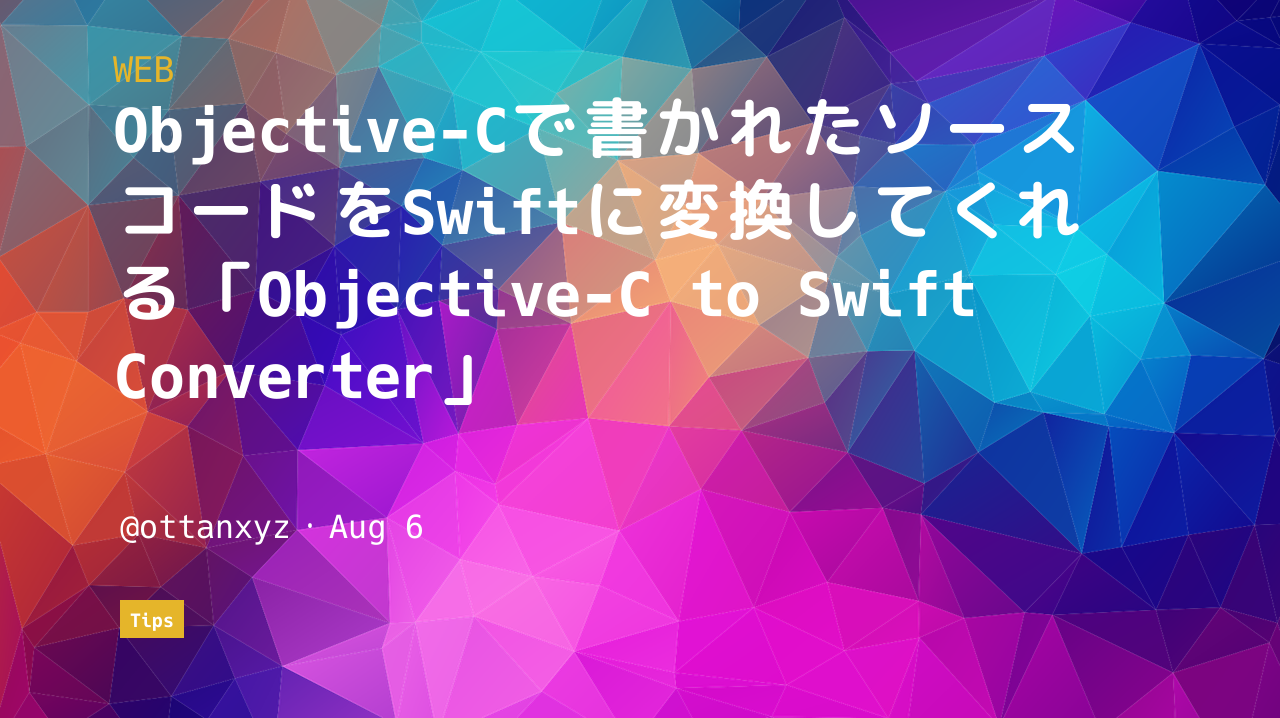 WEB
Objective-Cで書かれたソース
コードをSwiftに変換してくれ
る「Objective-C to Swift
Converter」
@ottanxyz・Aug 6
Tips